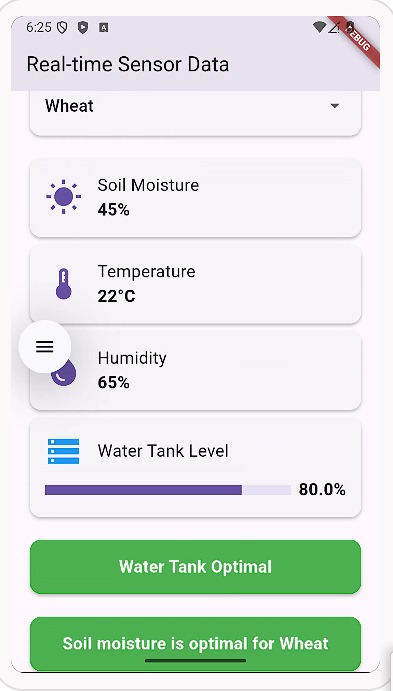 6:25
Real-time Sensor Data
Wheat
Soil Moisture
45%
Temperature
22°C
Humidity
65%
Water Tank Level
80.0%
Water Tank Optimal
Soil moisture is optimal for Wheat